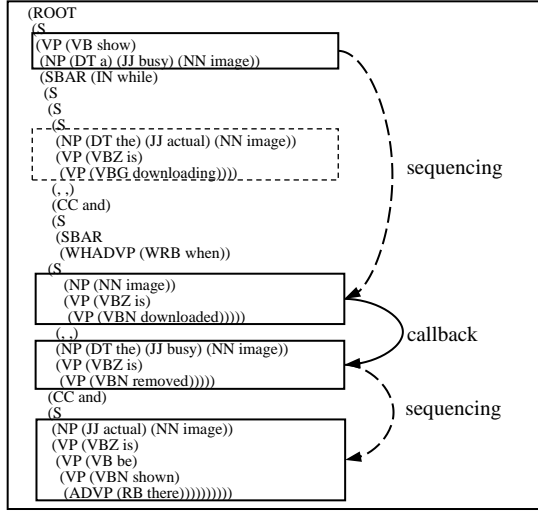 (ROOT
(S
(VP (VB show)
(NP (DT a) (JJ busy) (NN image))
(SBAR (IN while)
(S
(S
(S
(NP (DT the) (JJ actual) (NN image))
(VP (VBZ is)
(VP (VBG downloading))))
(, ,)
(CC and)
(S
(SBAR
(WHADVP (WRB when))
(S
(NP (NN image))
(VP (VBZ is)
(VP (VBN downloaded)))))
(, ,)
(NP (DT the) (JJ busy) (NN image))
(VP (VBZ is)
(VP (VBN removed)))))
(CC and)
(S
(NP (JJ actual) (NN image))
(VP (VBZ is)
(VP (VB be)
(VP (VBN shown)
(ADVP (RB there))))))))))
sequencing
callback
sequencing